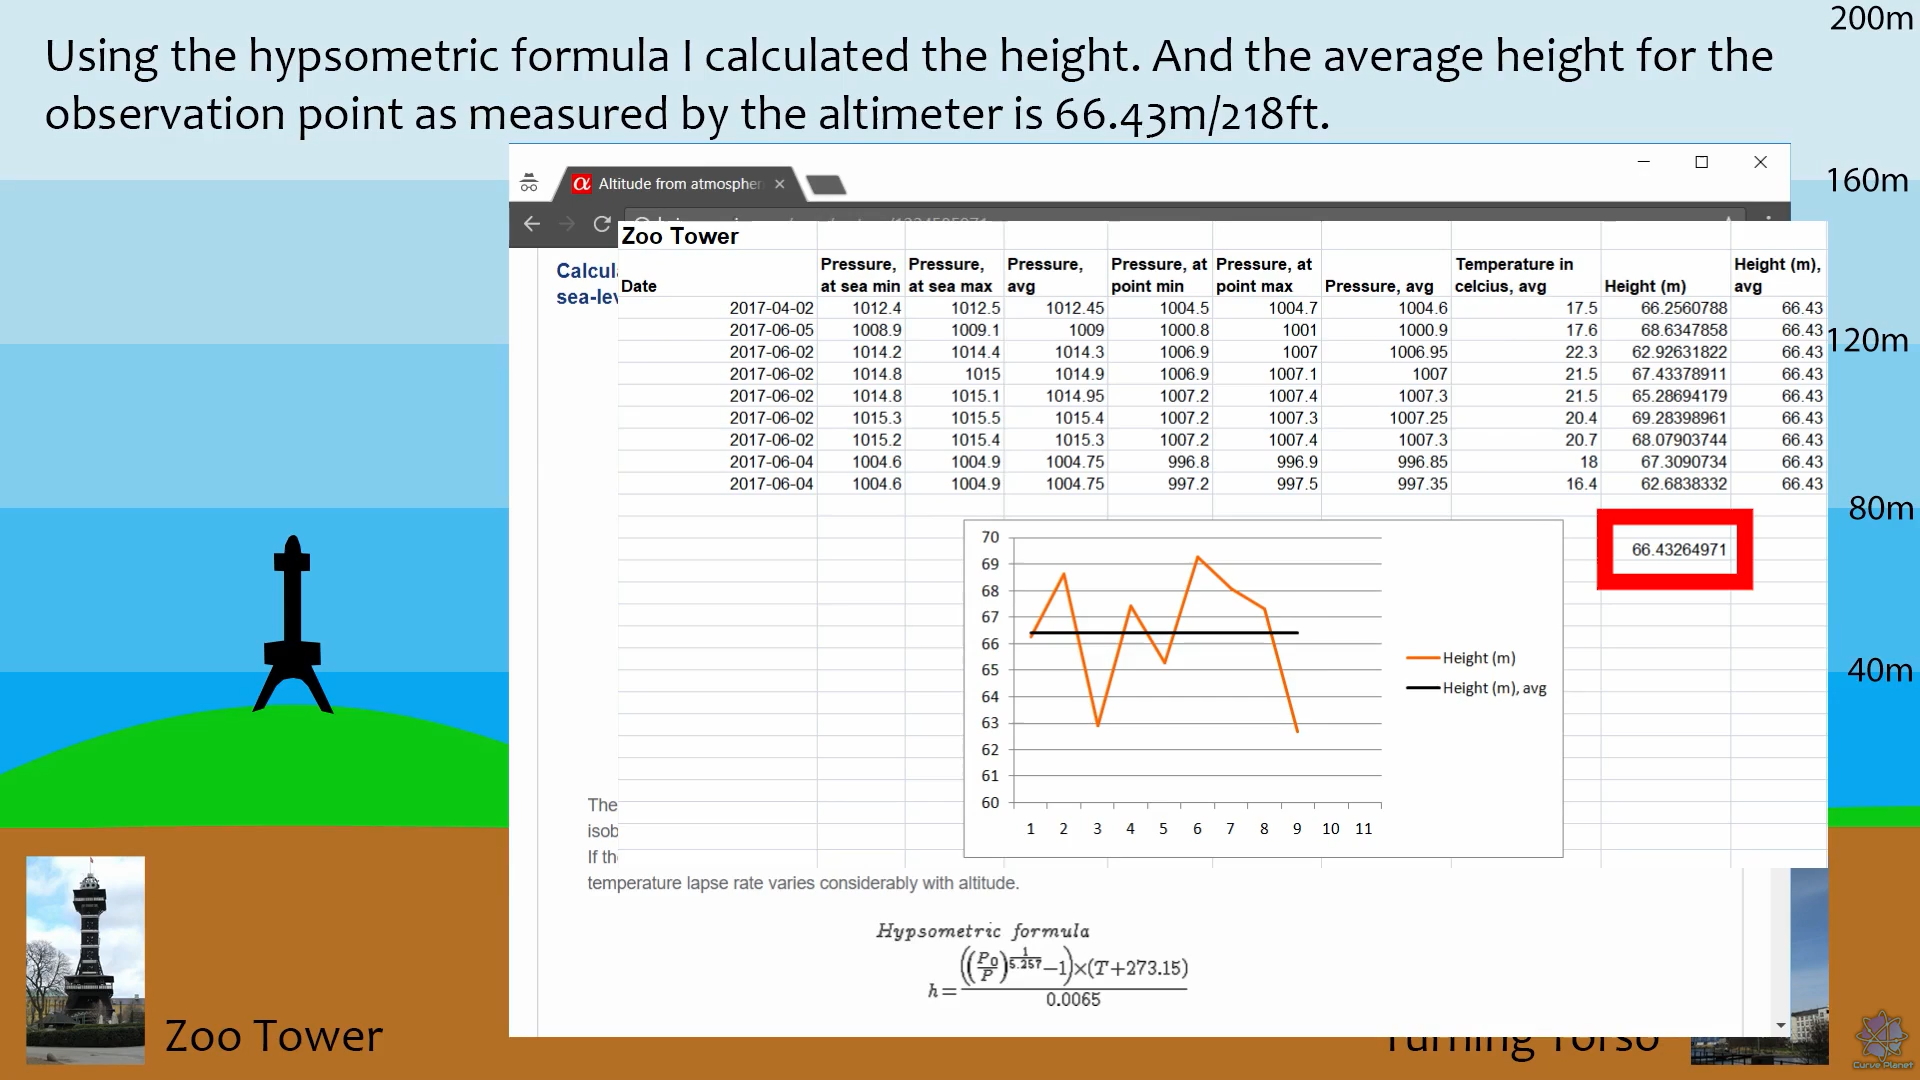 Using the hypsometric formula I calculated the height. And the average height for the
observation point as measured by the altimeter is 66.43m/218ft.
200m
160m
120m
80m
40m
Altitude from atmospher
Calcul
sea-lev
Zoo Tower
Date Pressure, at sea min Pressure, at sea max Pressure, avg Pressure, at point min Pressure, at point max Pressure, avg Temperature in celcius, avg Height (m) Height (m), avg
2017-04-02 1012.4 1012.5 1012.45 1004.5 1004.7 1004.6 17.5 66.2560788 66.43
2017-06-05 1008.9 1009.1 1009 1000.8 1001 1000.9 17.6 68.6347858 66.43
2017-06-02 1014.2 1014.4 1014.3 1006.9 1007 1006.95 22.3 62.92631822 66.43
2017-06-02 1014.8 1015 1014.9 1006.9 1007.1 1007 21.5 67.43378911 66.43
2017-06-02 1014.8 1015.1 1014.95 1007.2 1007.4 1007.3 21.5 65.28694179 66.43
2017-06-02 1015.3 1015.5 1015.4 1007.2 1007.3 1007.25 20.4 69.28398961 66.43
2017-06-02 1015.2 1015.4 1015.3 1007.2 1007.4 1007.3 20.7 68.07903744 66.43
2017-06-04 1004.6 1004.9 1004.75 996.8 996.9 996.85 18 67.3090734 66.43
2017-06-04 1004.6 1004.9 1004.75 997.2 997.5 997.35 16.4 62.6838332 66.43
66.43264971
70
69
68
67
66
65
64
63
62
61
60
1 2 3 4 5 6 7 8 9 10 11
Height (m)
Height (m), avg
The
isob
If th
temperature lapse rate varies considerably with altitude.
Hypsometric formula
h = ((P0/P)^(1/5.257) − 1) × (T + 273.15) / 0.0065
Zoo Tower
Turning Torso
Curve Planet